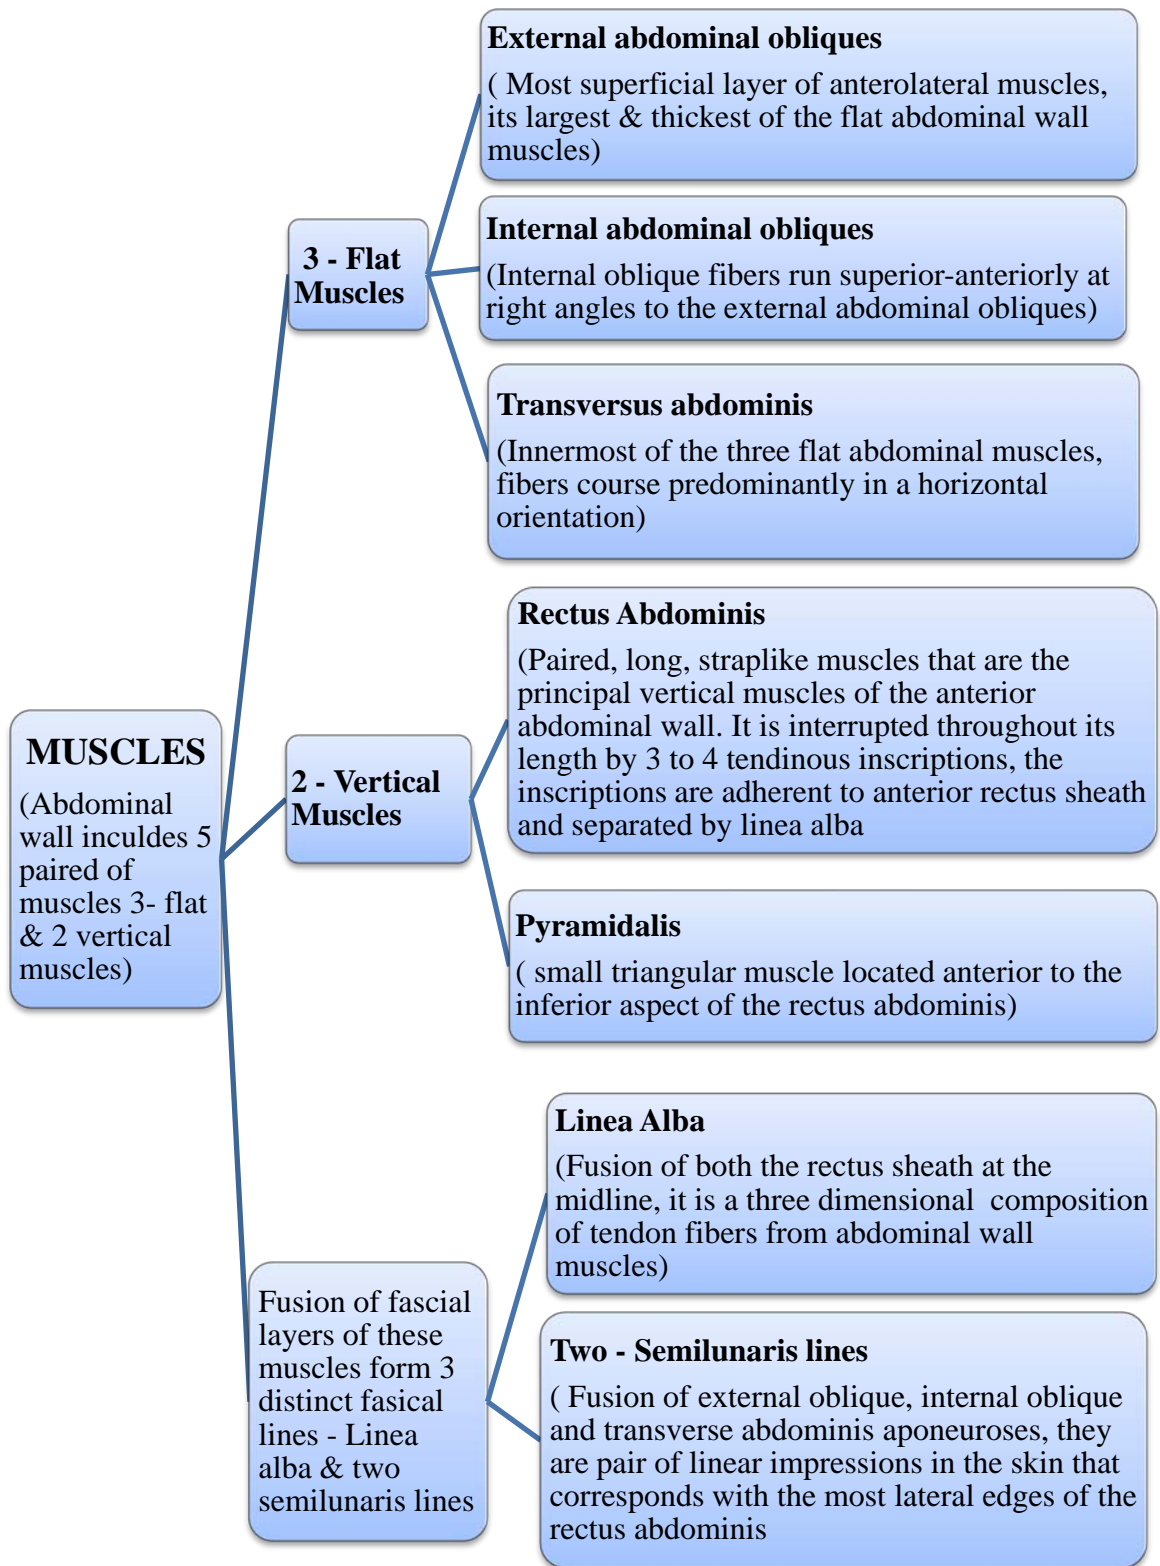 External abdominal obliques
( Most superficial layer of anterolateral muscles,
its largest & thickest of the flat abdominal wall
muscles)
3 - Flat
Muscles
Internal abdominal obliques
(Internal oblique fibers run superior-anteriorly at
right angles to the external abdominal obliques)
Transversus abdominis
(Innermost of the three flat abdominal muscles,
fibers course predominantly in a horizontal
orientation)
MUSCLES
(Abdominal
wall inculdes 5
paired of
muscles 3- flat
& 2 vertical
muscles)
2 - Vertical
Muscles
Rectus Abdominis
(Paired, long, straplike muscles that are the
principal vertical muscles of the anterior
abdominal wall. It is interrupted throughout its
length by 3 to 4 tendinous inscriptions, the
inscriptions are adherent to anterior rectus sheath
and separated by linea alba
Pyramidalis
( small triangular muscle located anterior to the
inferior aspect of the rectus abdominis)
Fusion of fascial
layers of these
muscles form 3
distinct fasical
lines - Linea
alba & two
semilunaris lines
Linea Alba
(Fusion of both the rectus sheath at the
midline, it is a three dimensional composition
of tendon fibers from abdominal wall
muscles)
Two - Semilunaris lines
( Fusion of external oblique, internal oblique
and transverse abdominis aponeuroses, they
are pair of linear impressions in the skin that
corresponds with the most lateral edges of the
rectus abdominis